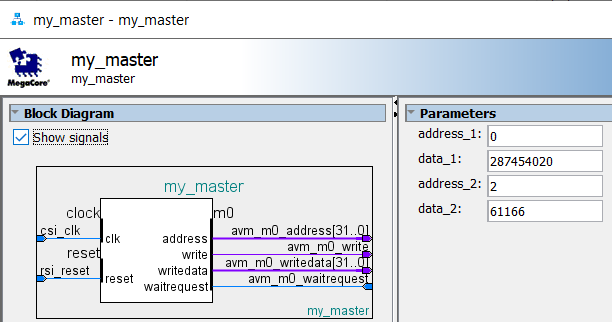 my_master - my_master
MegaCore®
my_master
my_master
Block Diagram
Show signals
my_master
clock
m0
csi_clk
clk
address
avm_m0_address[31..0]
reset
write
avm_m0_write
writedata
avm_m0_writedata[31..0]
rsi_reset
reset
waitrequest
avm_m0_waitrequest
my_master
Parameters
address_1: 0
data_1: 287454020
address_2: 2
data_2: 61166